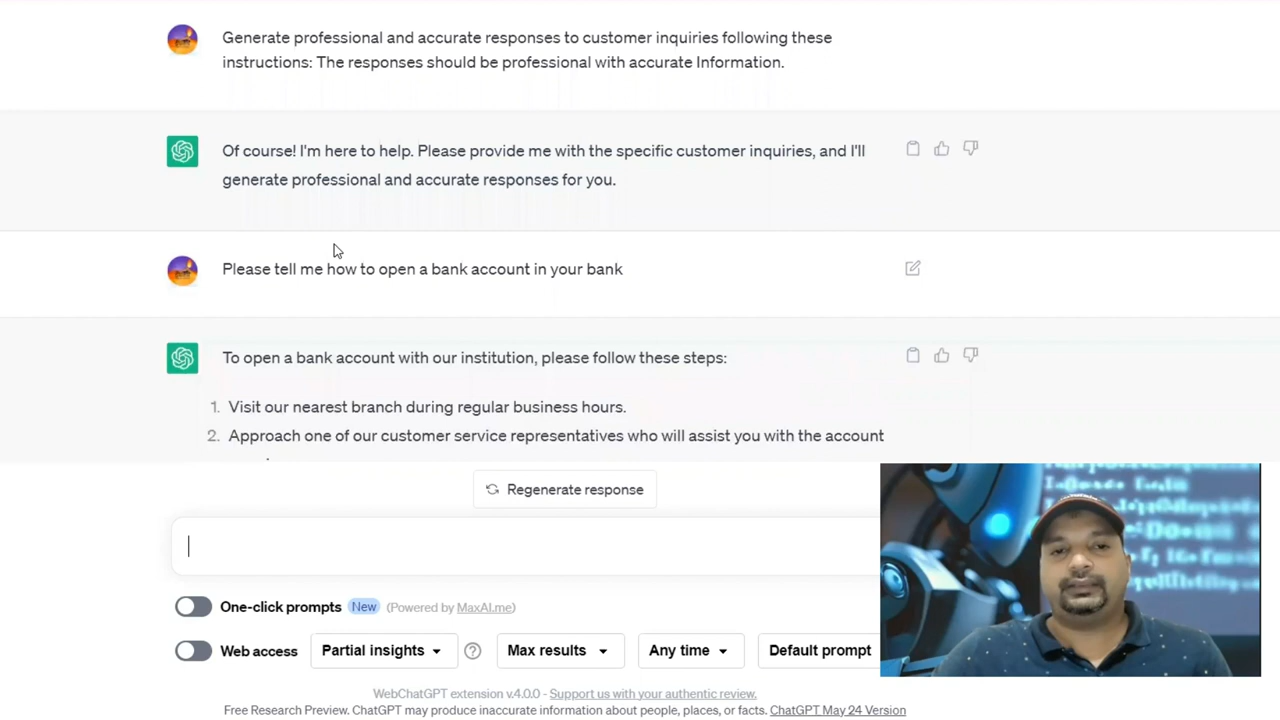 Generate professional and accurate responses to customer inquiries following these
instructions: The responses should be professional with accurate Information.
Of course! I'm here to help. Please provide me with the specific customer inquiries, and I'll
generate professional and accurate responses for you.
Please tell me how to open a bank account in your bank
To open a bank account with our institution, please follow these steps:
1. Visit our nearest branch during regular business hours.
2. Approach one of our customer service representatives who will assist you with the account
Regenerate response
One-click prompts New (Powered by MaxAI.me)
Web access Partial insights Max results Any time Default prompt
WebChatGPT extension v.4.0.0 - Support us with your authentic review.
Free Research Preview. ChatGPT may produce inaccurate information about people, places, or facts. ChatGPT May 24 Version